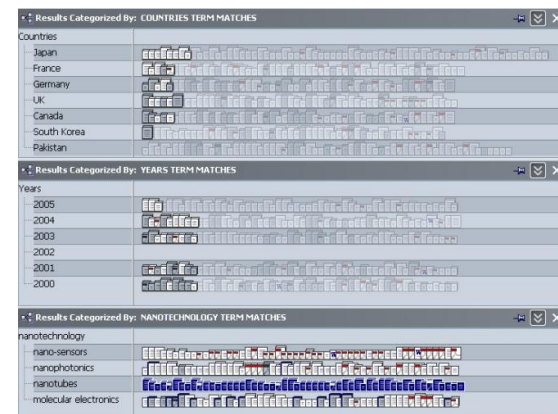 Results Categorized By: COUNTRIES TERM MATCHES
Countries
Japan
France
Germany
UK
Canada
South Korea
Pakistan
Results Categorized By: YEARS TERM MATCHES
Years
2005
2004
2003
2002
2001
2000
Results Categorized By: NANOTECHNOLOGY TERM MATCHES
nanotechnology
nano-sensors
nanophotonics
nanotubes
molecular electronics